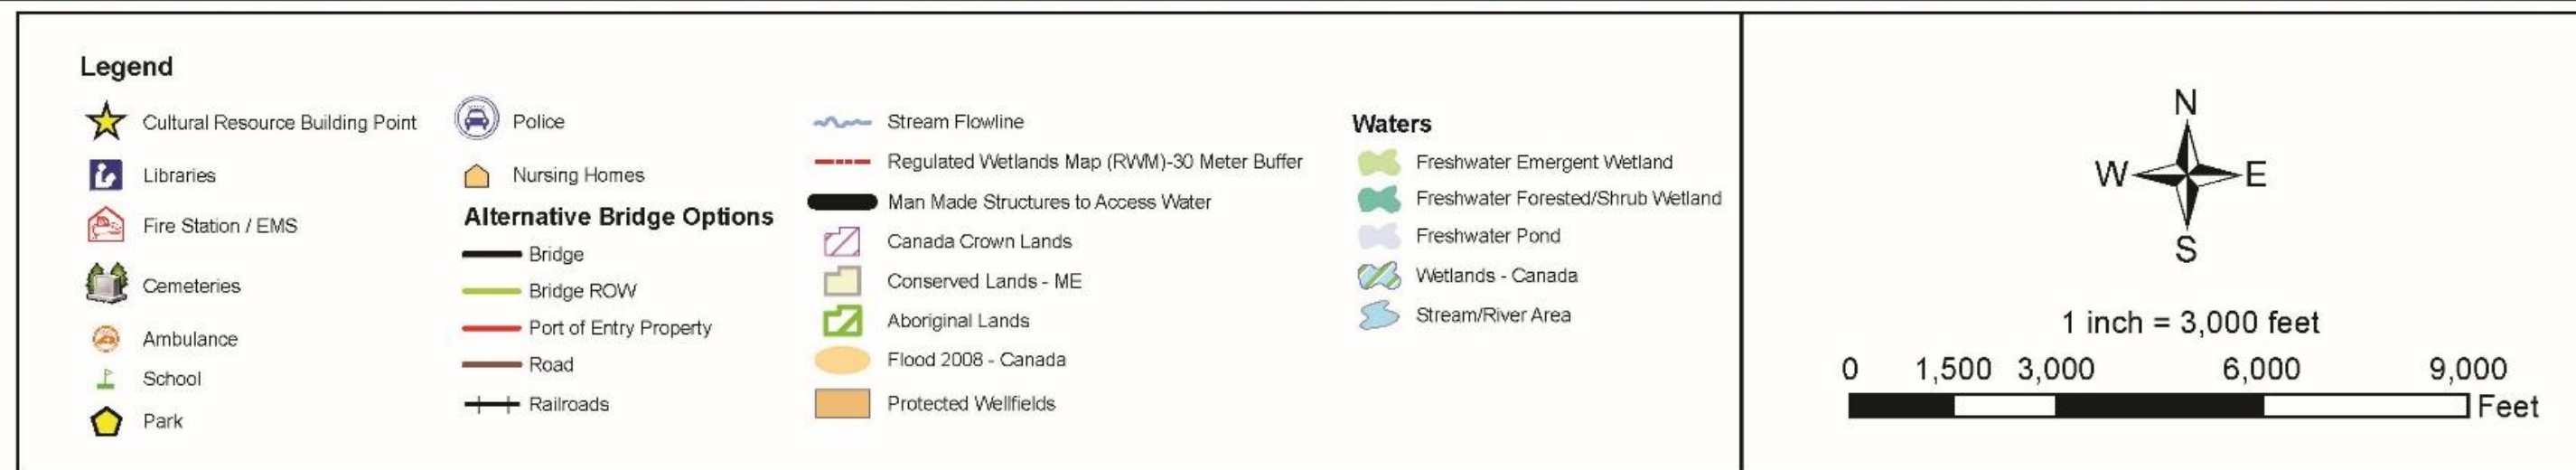 Legend
Cultural Resource Building Point
Libraries
Fire Station / EMS
Cemeteries
Ambulance
School
Park
Police
Nursing Homes
Alternative Bridge Options
Bridge
Bridge ROW
Port of Entry Property
Road
Railroads
Stream Flowline
Regulated Wetlands Map (RWM)-30 Meter Buffer
Man Made Structures to Access Water
Canada Crown Lands
Conserved Lands - ME
Aboriginal Lands
Flood 2008 - Canada
Protected Wellfields
Waters
Freshwater Emergent Wetland
Freshwater Forested/Shrub Wetland
Freshwater Pond
Wetlands - Canada
Stream/River Area
N
W E
S
1 inch = 3,000 feet
0 1,500 3,000 6,000 9,000
Feet